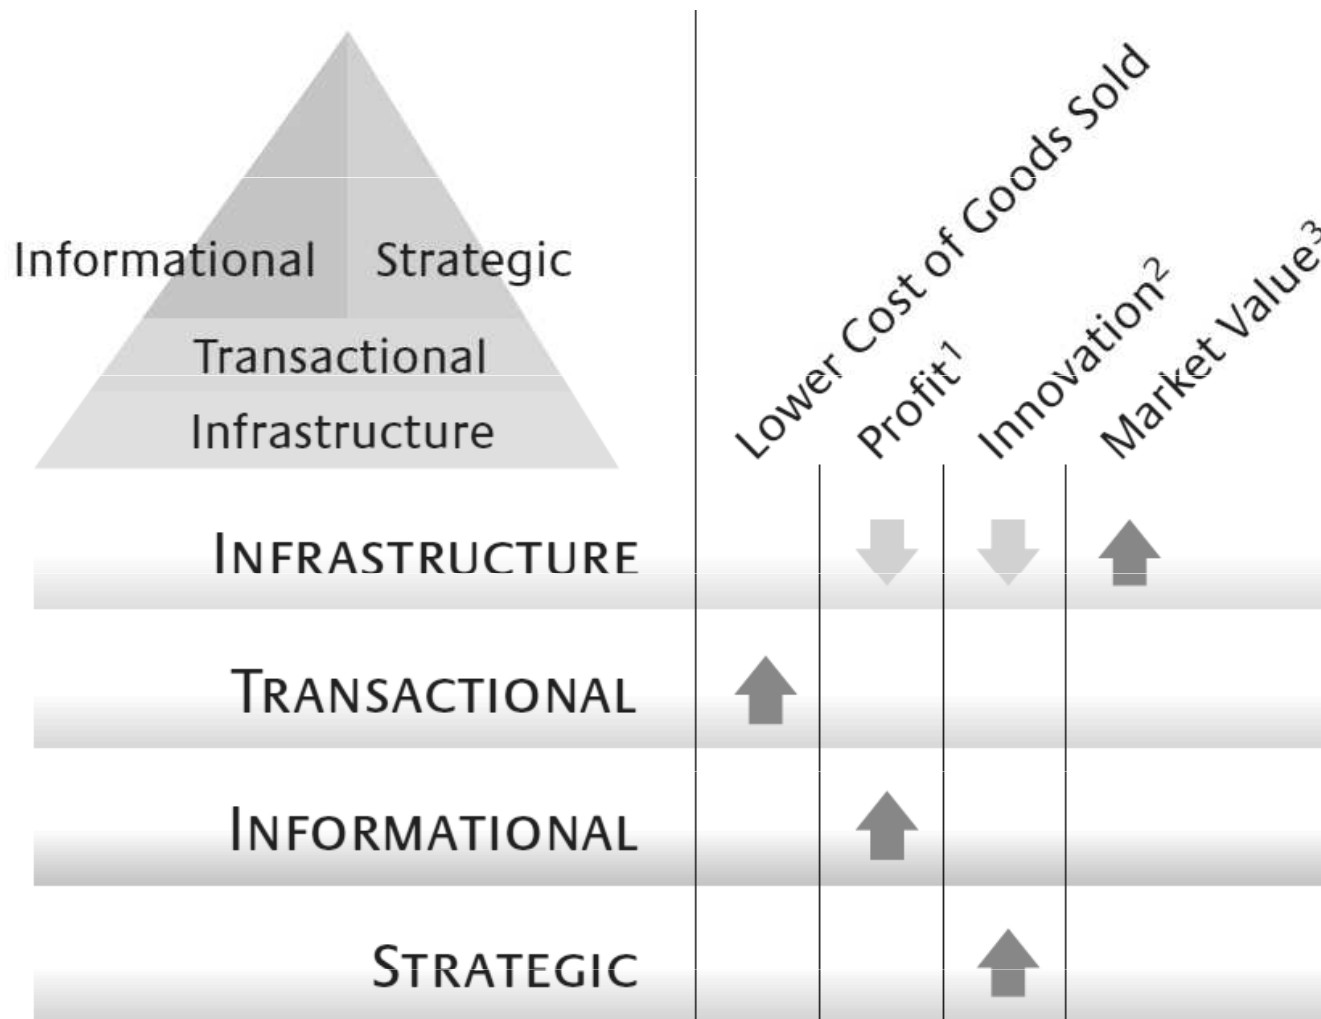 Informational
Strategic
Transactional
Infrastructure
Lower Cost of Goods Sold
Profit¹
Innovation²
Market Value³
INFRASTRUCTURE
TRANSACTIONAL
INFORMATIONAL
STRATEGIC